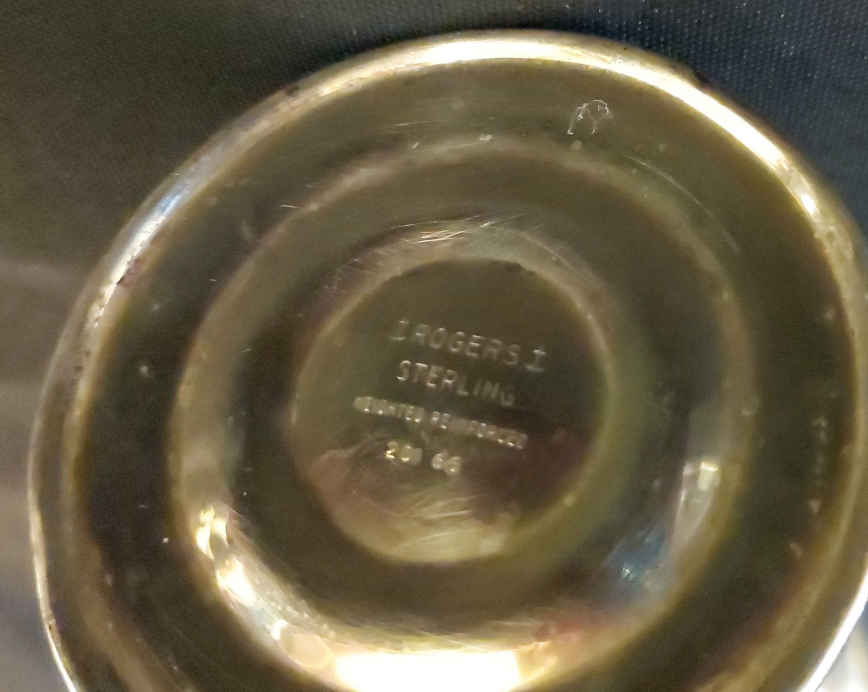 ROGERS
STERLING
WEIGHTED REINFORCED